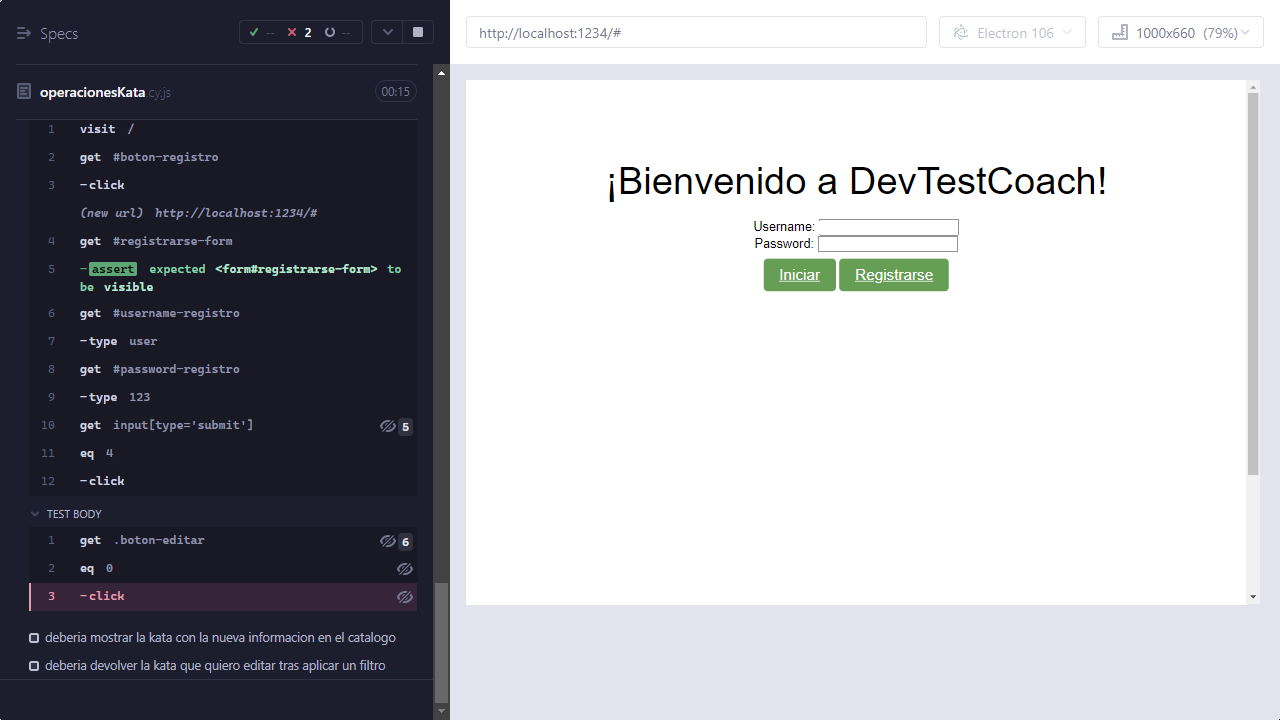 Specs
-- 2 --
operacionesKata.cy.js
00:15
1 visit /
2 get #boton-registro
3 -click
(new url) http://localhost:1234/#
4 get #registrarse-form
5 -assert expected <form#registrarse-form> to
be visible
6 get #username-registro
7 -type user
8 get #password-registro
9 -type 123
10 get input[type='submit'] 5
11 eq 4
12 -click
TEST BODY
1 get .boton-editar 6
2 eq 0
3 -click
deberia mostrar la kata con la nueva informacion en el catalogo
deberia devolver la kata que quiero editar tras aplicar un filtro
http://localhost:1234/#
Electron 106
1000x660 (79%)
¡Bienvenido a DevTestCoach!
Username:
Password:
Iniciar Registrarse